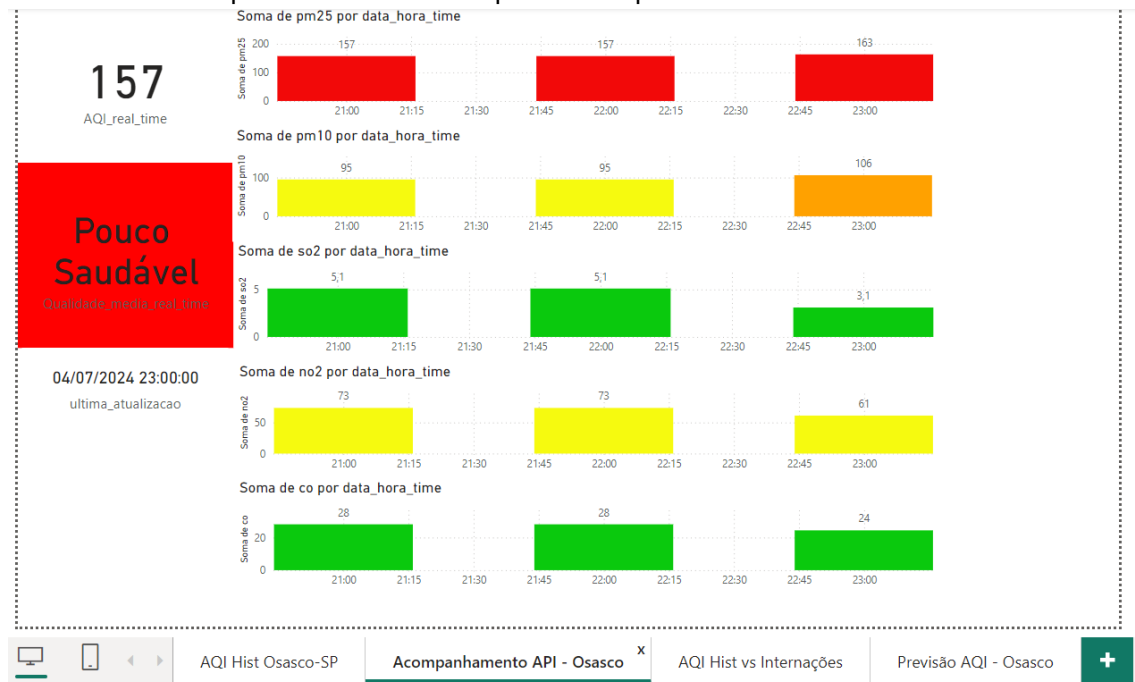 Soma de pm25 por data_hora_time
Soma de pm25
200
100
0
157
157
163
21:00 21:15 21:30 21:45 22:00 22:15 22:30 22:45 23:00
157
AQI_real_time
Soma de pm10 por data_hora_time
Soma de pm10
100
0
95
95
106
21:00 21:15 21:30 21:45 22:00 22:15 22:30 22:45 23:00
Pouco
Saudável
Qualidade_media_real_time
Soma de so2 por data_hora_time
Soma de so2
5
0
5,1
5,1
3,1
21:00 21:15 21:30 21:45 22:00 22:15 22:30 22:45 23:00
04/07/2024 23:00:00
ultima_atualizacao
Soma de no2 por data_hora_time
Soma de no2
50
0
73
73
61
21:00 21:15 21:30 21:45 22:00 22:15 22:30 22:45 23:00
Soma de co por data_hora_time
Soma de co
20
0
28
28
24
21:00 21:15 21:30 21:45 22:00 22:15 22:30 22:45 23:00
AQI Hist Osasco-SP
Acompanhamento API - Osasco x
AQI Hist vs Internações
Previsão AQI - Osasco
+